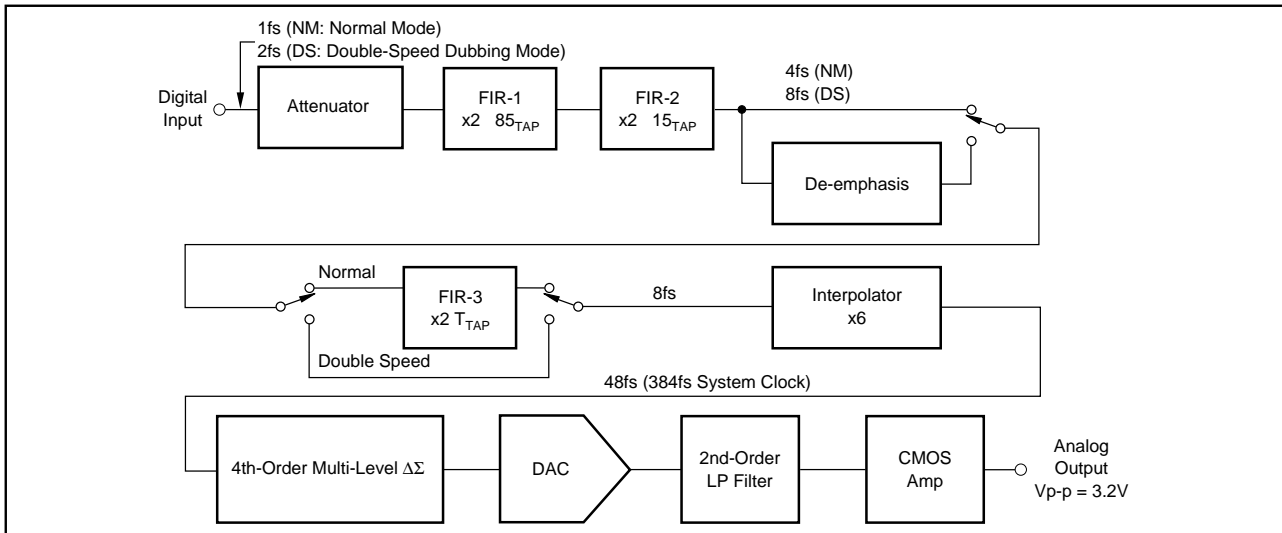 1fs (NM: Normal Mode)
2fs (DS: Double-Speed Dubbing Mode)
Digital
Input
Attenuator
FIR-1
x2 85TAP
FIR-2
x2 15TAP
4fs (NM)
8fs (DS)
De-emphasis
Normal
FIR-3
x2 TTAP
Double Speed
8fs
Interpolator
x6
48fs (384fs System Clock)
4th-Order Multi-Level ΔΣ
DAC
2nd-Order
LP Filter
CMOS
Amp
Analog
Output
Vp-p = 3.2V